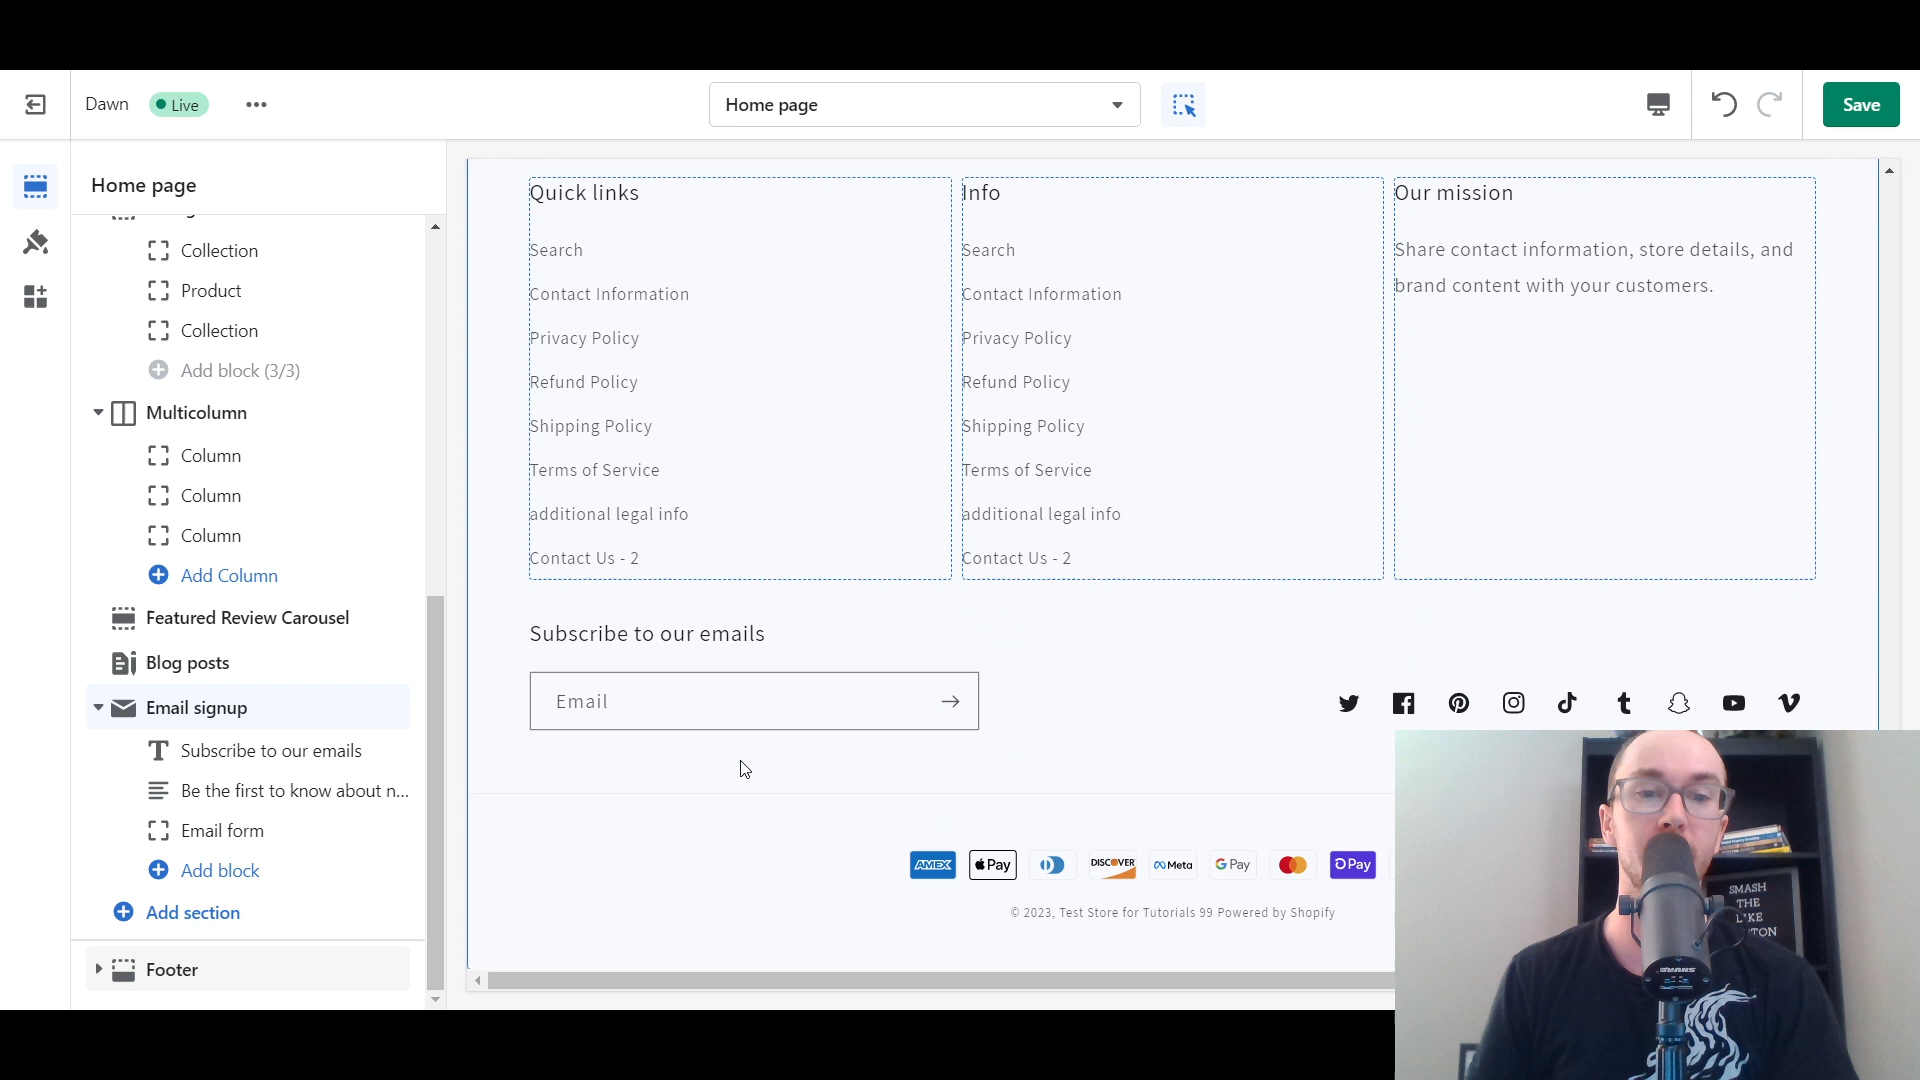 Dawn
Live
Home page
Save
Home page
Collection
Product
Collection
Add block (3/3)
Multicolumn
Column
Column
Column
Add Column
Featured Review Carousel
Blog posts
Email signup
Subscribe to our emails
Be the first to know about n...
Email form
Add block
Add section
Footer
Quick links
Search
Contact Information
Privacy Policy
Refund Policy
Shipping Policy
Terms of Service
additional legal info
Contact Us - 2
Info
Search
Contact Information
Privacy Policy
Refund Policy
Shipping Policy
Terms of Service
additional legal info
Contact Us - 2
Our mission
Share contact information, store details, and
brand content with your customers.
Subscribe to our emails
Email
AMEX
Pay
DISCOVER
Meta
G Pay
Pay
© 2023, Test Store for Tutorials 99 Powered by Shopify
SMASH
THE
SHURE